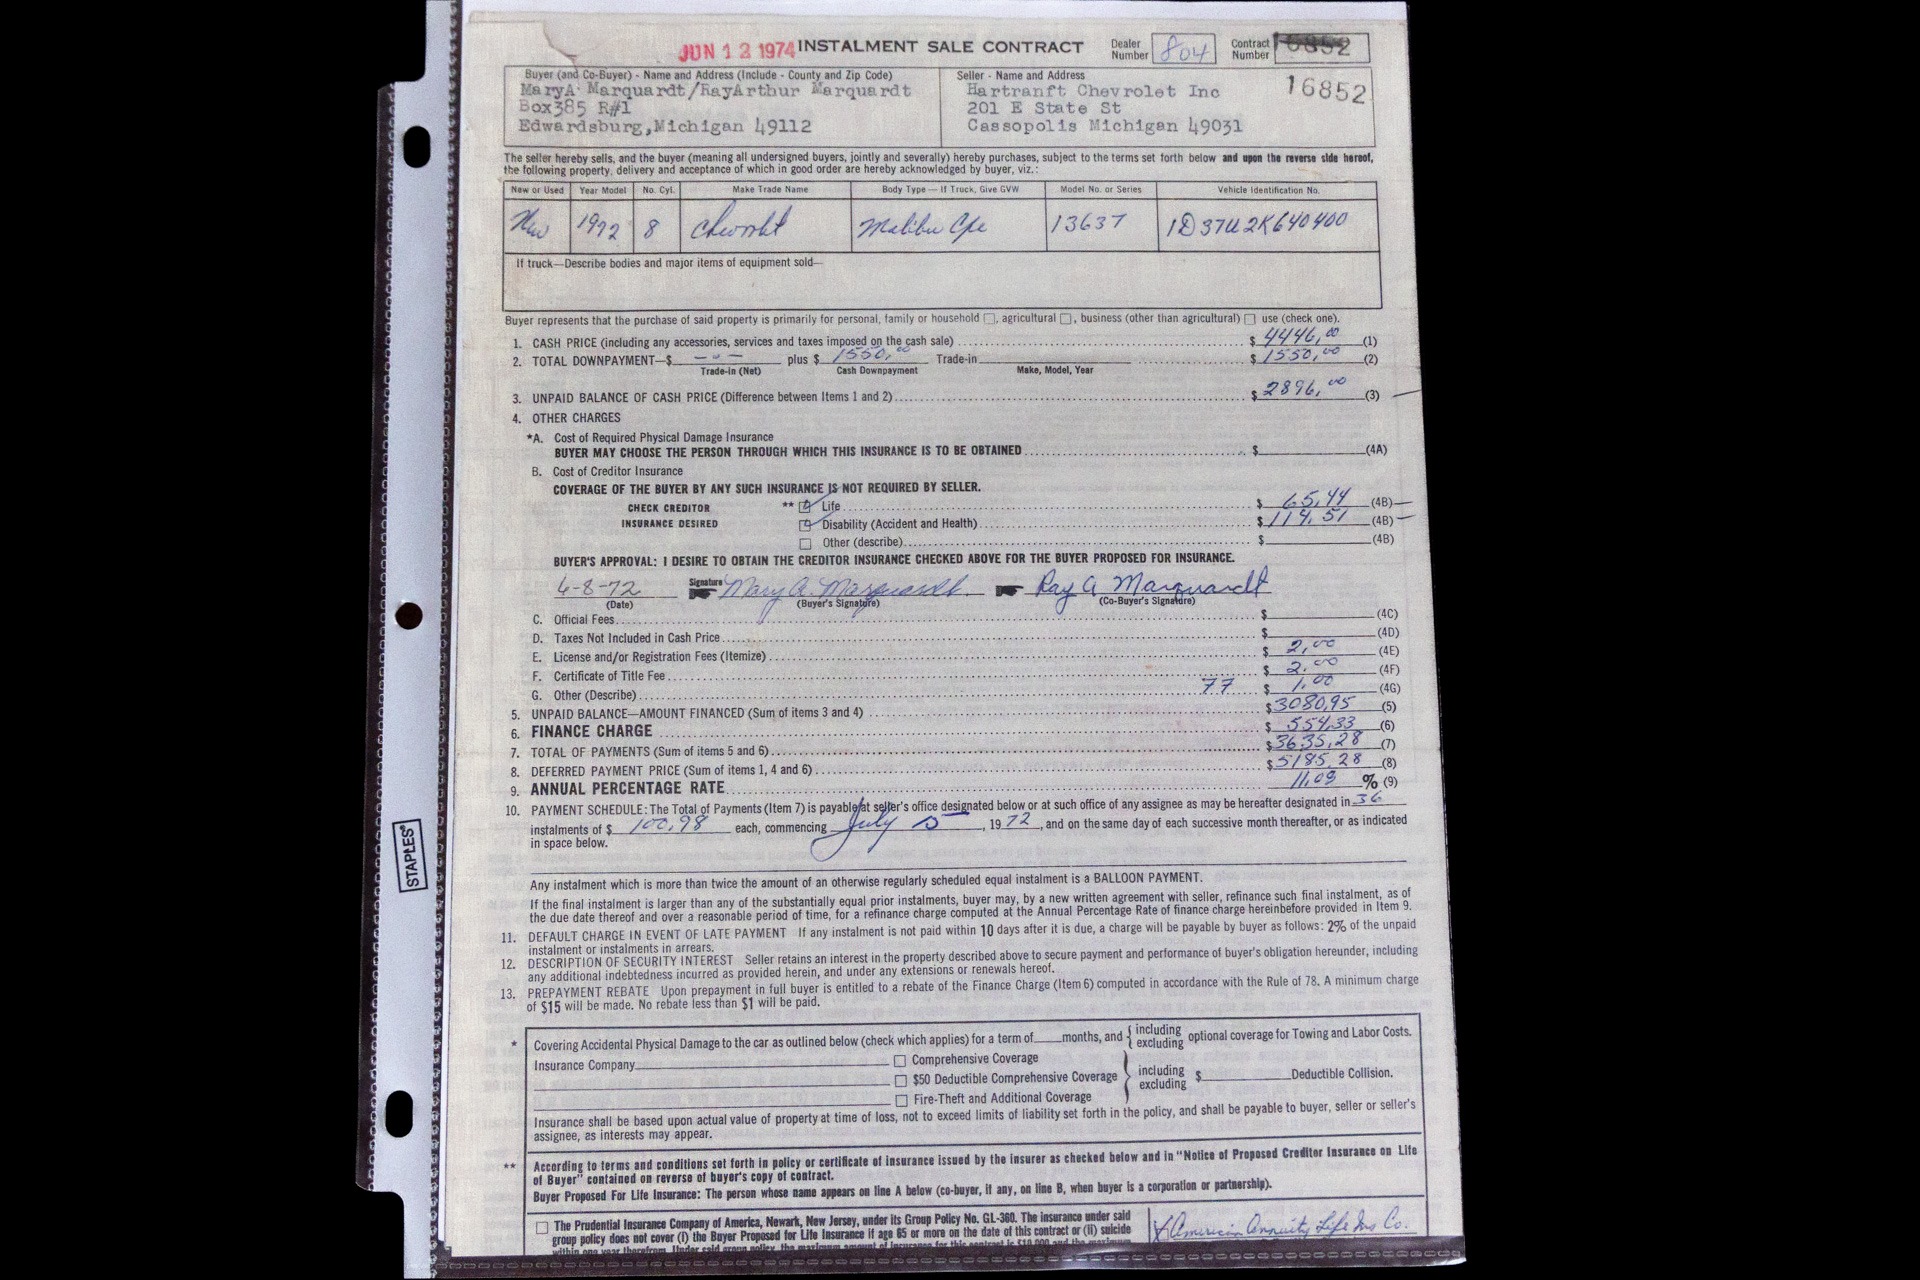 JUN 12 1974 INSTALMENT SALE CONTRACT Dealer Number 804 Contract Number 16852
Buyer (and Co-Buyer) - Name and Address (Include - County and Zip Code) Seller - Name and Address 16852
MaryA. Marquardt/RayArthur Marquardt Hartranft Chevrolet Inc
Box385 R#1 201 E State St
Edwardsburg,Michigan 49112 Cassopolis Michigan 49031
The seller hereby sells, and the buyer (meaning all undersigned buyers, jointly and severally) hereby purchases, subject to the terms set forth below and upon the reverse side hereof,
the following property, delivery and acceptance of which in good order are hereby acknowledged by buyer, viz.:
New or Used Year Model No. Cyl. Make Trade Name Body Type — If Truck, Give GVW Model No. or Series Vehicle Identification No.
New 1972 8 Chevrolet Malibu Cpe 13637 1D37U2K640400
If truck—Describe bodies and major items of equipment sold—
Buyer represents that the purchase of said property is primarily for personal, family or household ☐, agricultural ☐, business (other than agricultural) ☐ use (check one).
1. CASH PRICE (including any accessories, services and taxes imposed on the cash sale) $ 4446.00 (1)
2. TOTAL DOWNPAYMENT—$ -0- plus $ 1550.00 Trade-in $ 1550.00 (2)
Trade-in (Net) Cash Downpayment Make, Model, Year
3. UNPAID BALANCE OF CASH PRICE (Difference between Items 1 and 2) $ 2896.00 (3)
4. OTHER CHARGES
*A. Cost of Required Physical Damage Insurance
BUYER MAY CHOOSE THE PERSON THROUGH WHICH THIS INSURANCE IS TO BE OBTAINED $ (4A)
B. Cost of Creditor Insurance
COVERAGE OF THE BUYER BY ANY SUCH INSURANCE IS NOT REQUIRED BY SELLER.
CHECK CREDITOR ** Life $ 65.44 (4B)
INSURANCE DESIRED Disability (Accident and Health) $ 114.51 (4B)
☐ Other (describe) $ (4B)
BUYER'S APPROVAL: I DESIRE TO OBTAIN THE CREDITOR INSURANCE CHECKED ABOVE FOR THE BUYER PROPOSED FOR INSURANCE.
6-8-72 Signature Mary A. Marquardt Ray A Marquardt
(Date) (Buyer's Signature) (Co-Buyer's Signature)
C. Official Fees $ (4C)
D. Taxes Not Included in Cash Price $ (4D)
E. License and/or Registration Fees (Itemize) $ 2.00 (4E)
F. Certificate of Title Fee $ 2.00 (4F)
G. Other (Describe) 77 $ 1.00 (4G)
5. UNPAID BALANCE—AMOUNT FINANCED (Sum of items 3 and 4) $ 3080.95 (5)
6. FINANCE CHARGE $ 554.33 (6)
7. TOTAL OF PAYMENTS (Sum of items 5 and 6) $ 3635.28 (7)
8. DEFERRED PAYMENT PRICE (Sum of items 1, 4 and 6) $ 5185.28 (8)
9. ANNUAL PERCENTAGE RATE 11.09 % (9)
10. PAYMENT SCHEDULE: The Total of Payments (Item 7) is payable at seller's office designated below or at such office of any assignee as may be hereafter designated in 36
instalments of $ 100.98 each, commencing July 5, 1972, and on the same day of each successive month thereafter, or as indicated
in space below.
Any instalment which is more than twice the amount of an otherwise regularly scheduled equal instalment is a BALLOON PAYMENT.
If the final instalment is larger than any of the substantially equal prior instalments, buyer may, by a new written agreement with seller, refinance such final instalment, as of
the due date thereof and over a reasonable period of time, for a refinance charge computed at the Annual Percentage Rate of finance charge hereinbefore provided in Item 9.
11. DEFAULT CHARGE IN EVENT OF LATE PAYMENT If any instalment is not paid within 10 days after it is due, a charge will be payable by buyer as follows: 2% of the unpaid
instalment or instalments in arrears.
12. DESCRIPTION OF SECURITY INTEREST Seller retains an interest in the property described above to secure payment and performance of buyer's obligation hereunder, including
any additional indebtedness incurred as provided herein, and under any extensions or renewals hereof.
13. PREPAYMENT REBATE Upon prepayment in full buyer is entitled to a rebate of the Finance Charge (Item 6) computed in accordance with the Rule of 78. A minimum charge
of $15 will be made. No rebate less than $1 will be paid.
* Covering Accidental Physical Damage to the car as outlined below (check which applies) for a term of months, and { including excluding optional coverage for Towing and Labor Costs.
Insurance Company ☐ Comprehensive Coverage
☐ $50 Deductible Comprehensive Coverage } including excluding $ Deductible Collision.
☐ Fire-Theft and Additional Coverage
Insurance shall be based upon actual value of property at time of loss, not to exceed limits of liability set forth in the policy, and shall be payable to buyer, seller or seller's
assignee, as interests may appear.
** According to terms and conditions set forth in policy or certificate of insurance issued by the insurer as checked below and in "Notice of Proposed Creditor Insurance on Life
of Buyer" contained on reverse of buyer's copy of contract.
Buyer Proposed For Life Insurance: The person whose name appears on line A below (co-buyer, if any, on line B, when buyer is a corporation or partnership).
☐ The Prudential Insurance Company of America, Newark, New Jersey, under its Group Policy No. GL-360. The insurance under said
group policy does not cover (i) the Buyer Proposed for Life Insurance if age 65 or more on the date of this contract or (ii) suicide
within one year therefrom. Under said group policy, the maximum amount of insurance for this contract is $10,000 and the maximum
X American Annuity Life Ins Co.
STAPLES